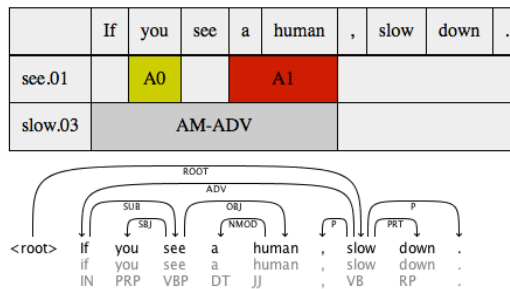 If you see a human , slow down .
see.01 A0 A1
slow.03 AM-ADV
ROOT
ADV
SUB OBJ P
SBJ NMOD P PRT
<root> If you see a human , slow down .
if you see a human , slow down .
IN PRP VBP DT JJ , VB RP .